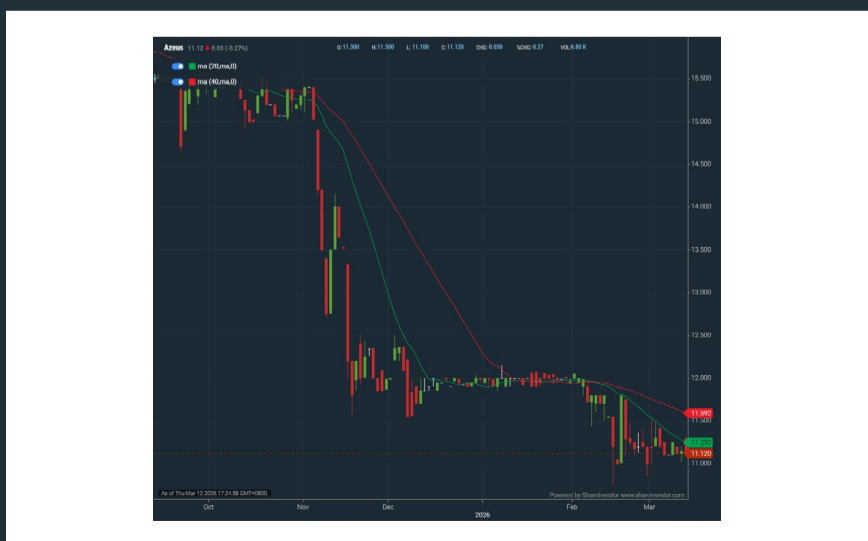 Azeus 11.12 0.03 (-0.27%) O:11.300 H:11.300 L:11.100 C:11.120 CHG:-0.030 %CHG:-0.27 VOL:6.80 K
ma (20,ma,0)
ma (40,ma,0)
15.500
15.000
14.500
14.000
13.500
13.000
12.500
12.000
11.592
11.500
11.250
11.120
11.000
As of Thu Mar 12 2026 17:24:58 GMT+0800
Powered by ShareInvestor www.shareinvestor.com
Oct Nov Dec Feb Mar
2026